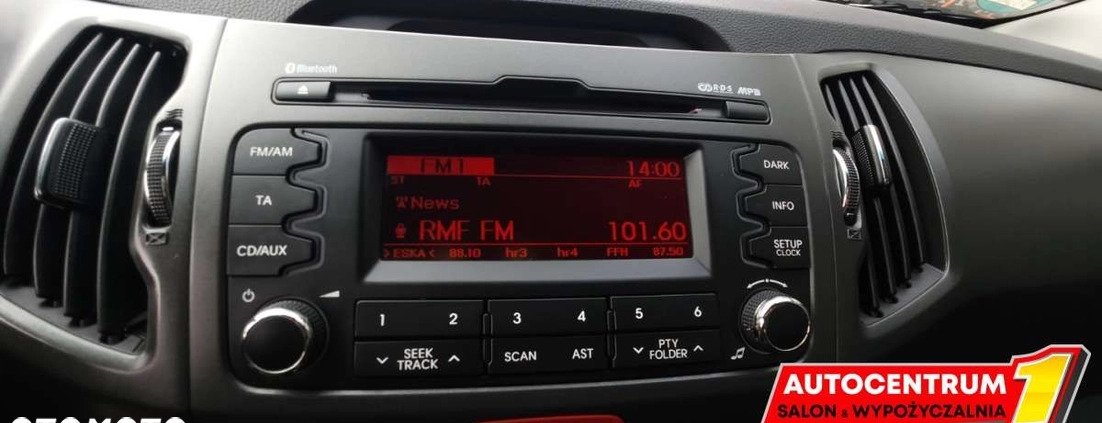 Bluetooth
R·D·S MP3
FM/AM
TA
CD/AUX
FM1 14:00
ST TA AF
News
RMF FM 101.60
>ESKA< 88.10 hr3 hr4 FFH 87.50
DARK
INFO
SETUP
CLOCK
1 2 3 4 5 6
SEEK
TRACK
SCAN
AST
PTY
FOLDER
AUTOCENTRUM 1
SALON & WYPOŻYCZALNIA